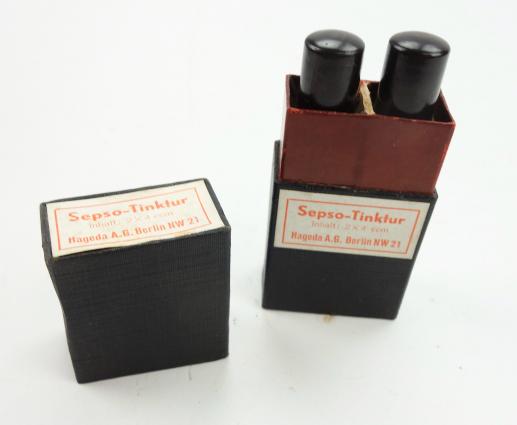 Sepso-Tinktur
Inhalt: 2 x 4 ccm
Hageda A.G. Berlin NW 21
Sepso-Tinktur
Inhalt: 2 x 4 ccm
Hageda A.G. Berlin NW 21